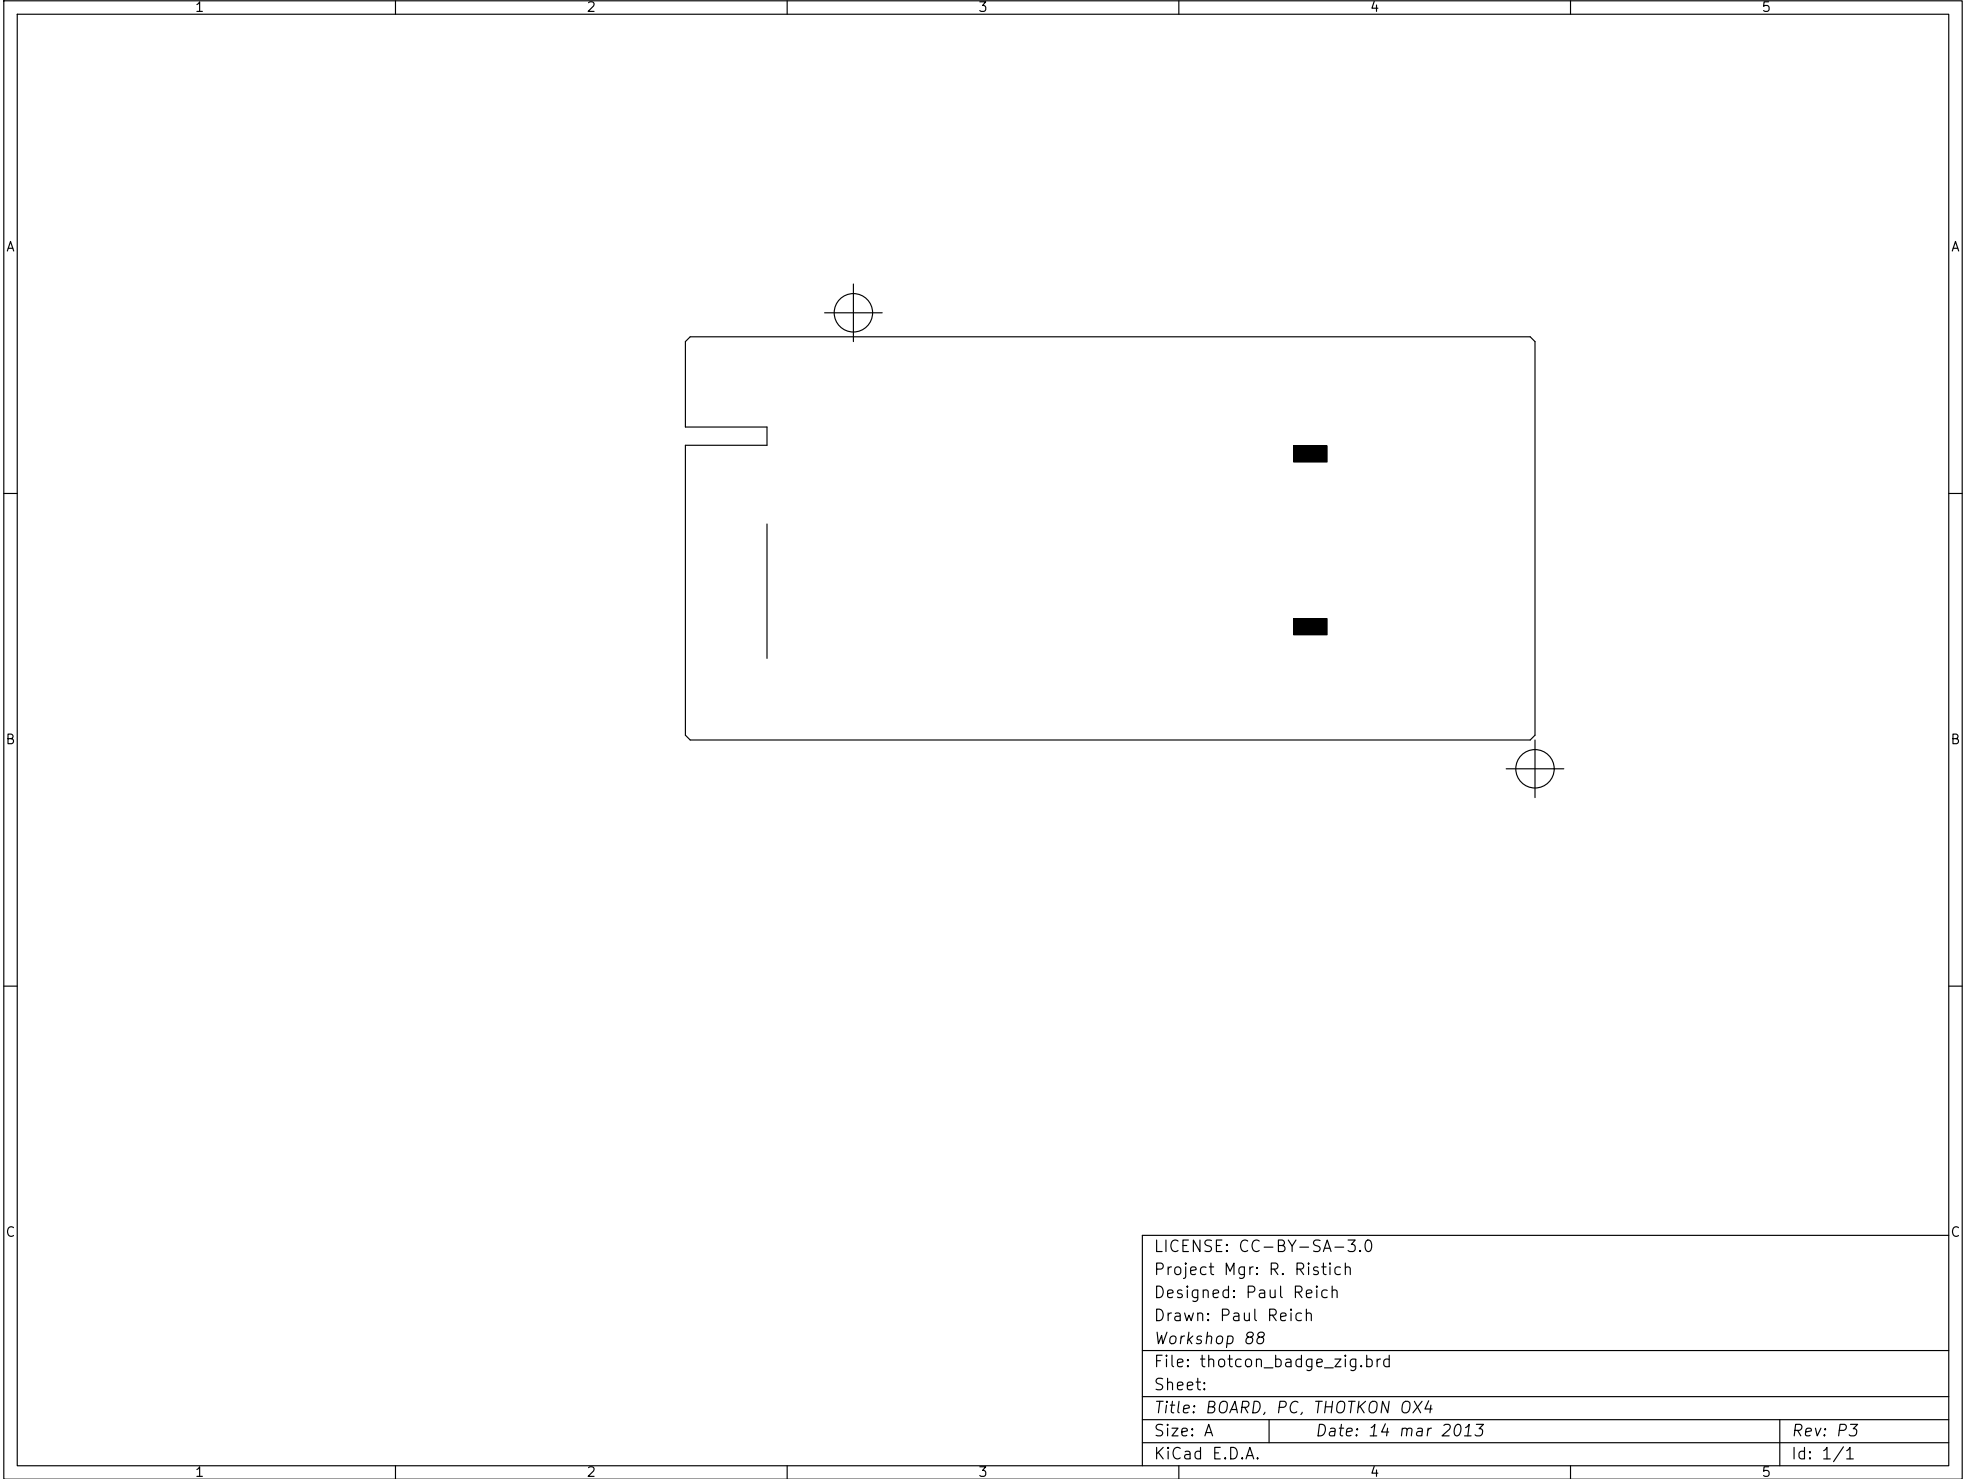 1 2 3 4 5
A A
B B
C C
LICENSE: CC-BY-SA-3.0
Project Mgr: R. Ristich
Designed: Paul Reich
Drawn: Paul Reich
Workshop 88
File: thotcon_badge_zig.brd
Sheet:
Title: BOARD, PC, THOTKON 0X4
Size: A Date: 14 mar 2013 Rev: P3
KiCad E.D.A. Id: 1/1
1 2 3 4 5